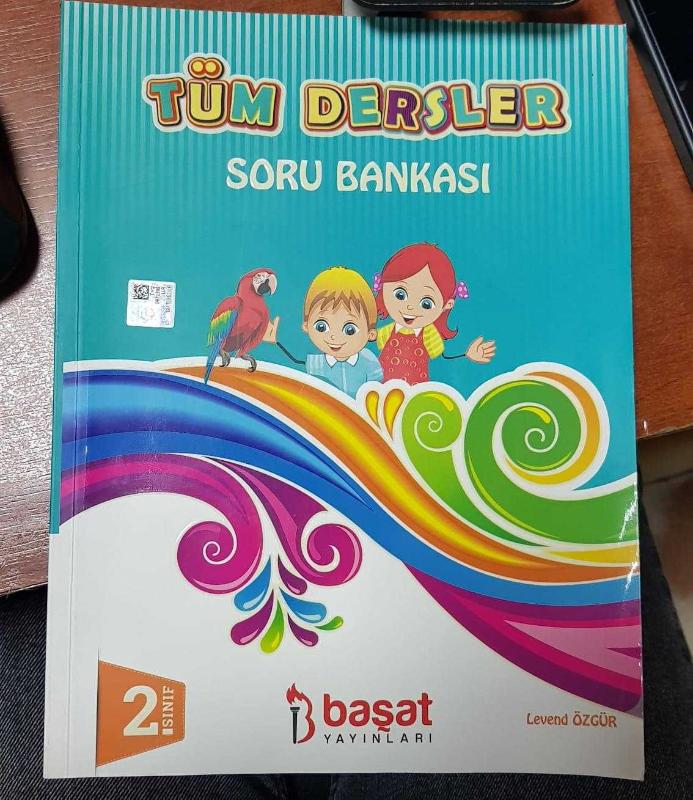 TÜM DERSLER
SORU BANKASI
2.SINIF
başat
YAYINLARI
Levend ÖZGÜR